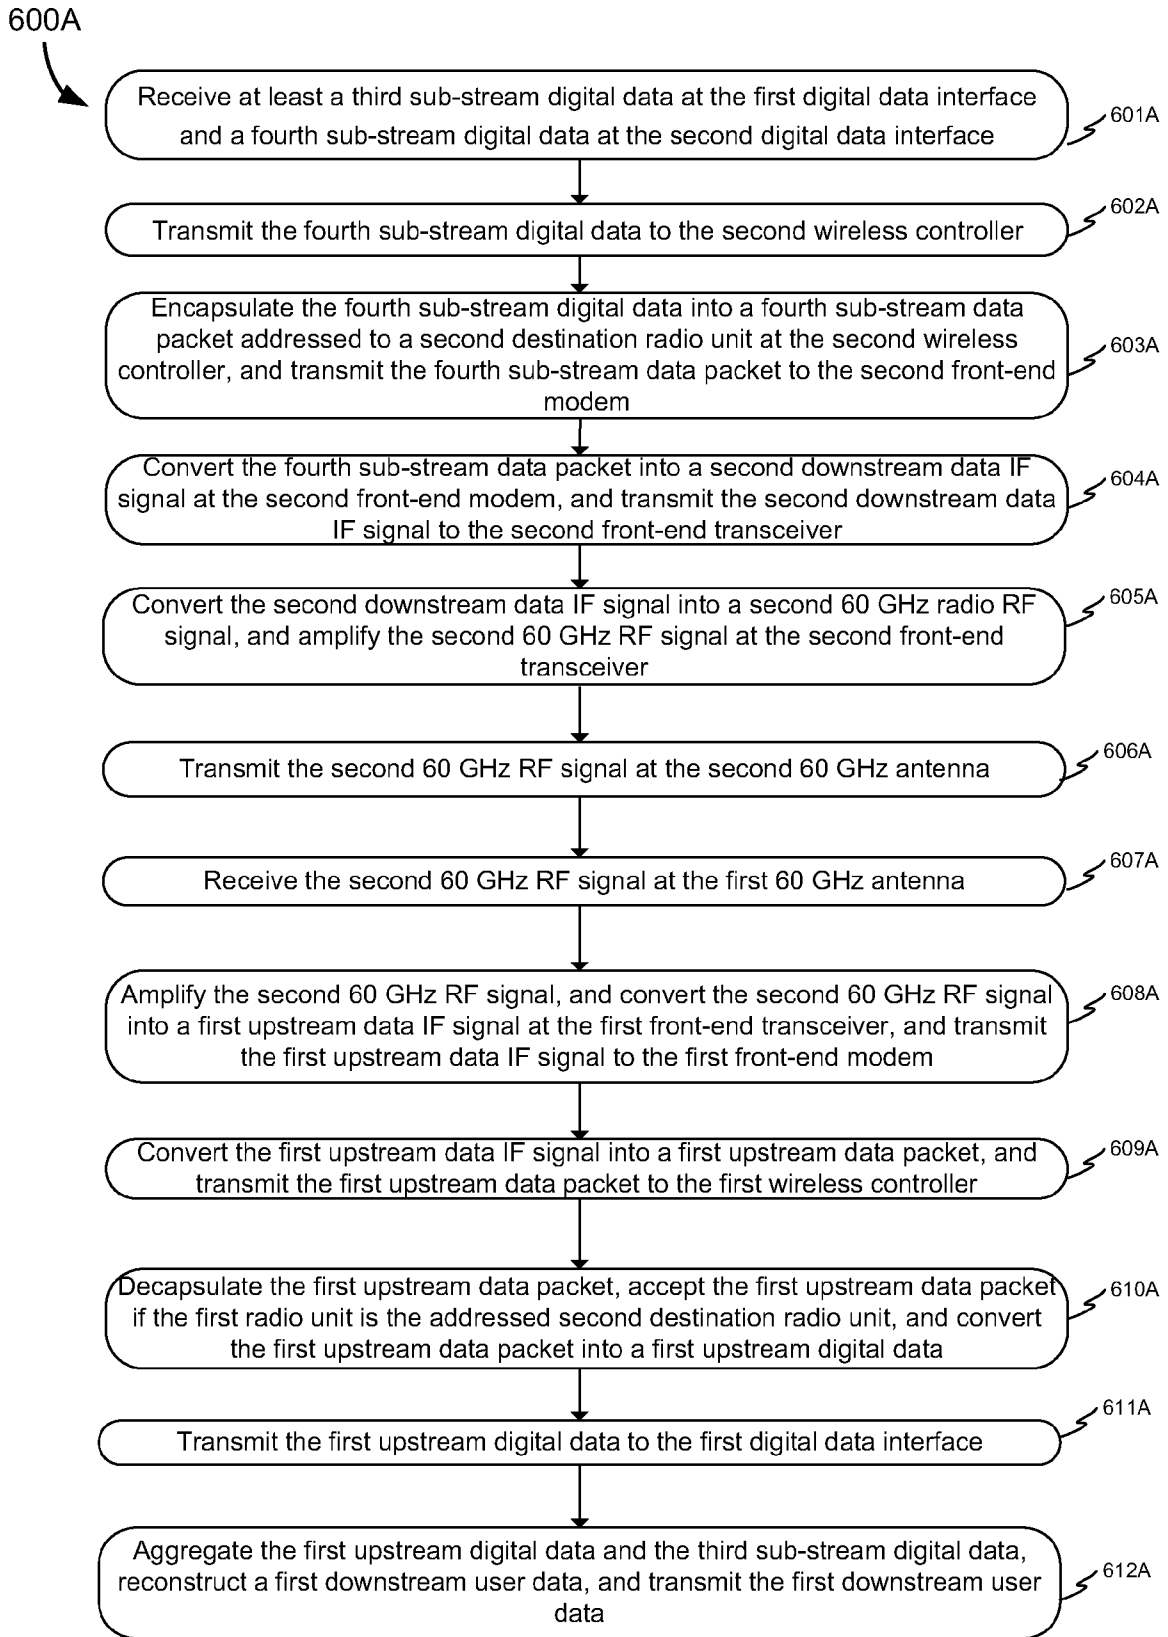 600A
Receive at least a third sub-stream digital data at the first digital data interface
and a fourth sub-stream digital data at the second digital data interface
601A
Transmit the fourth sub-stream digital data to the second wireless controller
602A
Encapsulate the fourth sub-stream digital data into a fourth sub-stream data
packet addressed to a second destination radio unit at the second wireless
controller, and transmit the fourth sub-stream data packet to the second front-end
modem
603A
Convert the fourth sub-stream data packet into a second downstream data IF
signal at the second front-end modem, and transmit the second downstream data
IF signal to the second front-end transceiver
604A
Convert the second downstream data IF signal into a second 60 GHz radio RF
signal, and amplify the second 60 GHz RF signal at the second front-end
transceiver
605A
Transmit the second 60 GHz RF signal at the second 60 GHz antenna
606A
Receive the second 60 GHz RF signal at the first 60 GHz antenna
607A
Amplify the second 60 GHz RF signal, and convert the second 60 GHz RF signal
into a first upstream data IF signal at the first front-end transceiver, and transmit
the first upstream data IF signal to the first front-end modem
608A
Convert the first upstream data IF signal into a first upstream data packet, and
transmit the first upstream data packet to the first wireless controller
609A
Decapsulate the first upstream data packet, accept the first upstream data packet
if the first radio unit is the addressed second destination radio unit, and convert
the first upstream data packet into a first upstream digital data
610A
Transmit the first upstream digital data to the first digital data interface
611A
Aggregate the first upstream digital data and the third sub-stream digital data,
reconstruct a first downstream user data, and transmit the first downstream user
data
612A